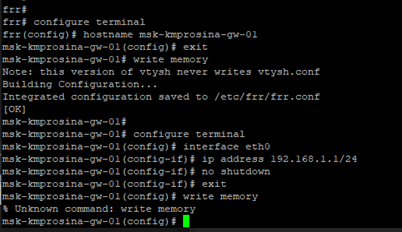 frr#
frr# configure terminal
frr(config)# hostname msk-kmprosina-gw-01
msk-kmprosina-gw-01(config)# exit
msk-kmprosina-gw-01# write memory
Note: this version of vtysh never writes vtysh.conf
Building Configuration...
Integrated configuration saved to /etc/frr/frr.conf
[OK]
msk-kmprosina-gw-01#
msk-kmprosina-gw-01# configure terminal
msk-kmprosina-gw-01(config)# interface eth0
msk-kmprosina-gw-01(config-if)# ip address 192.168.1.1/24
msk-kmprosina-gw-01(config-if)# no shutdown
msk-kmprosina-gw-01(config-if)# exit
msk-kmprosina-gw-01(config)# write memory
% Unknown command: write memory
msk-kmprosina-gw-01(config)#